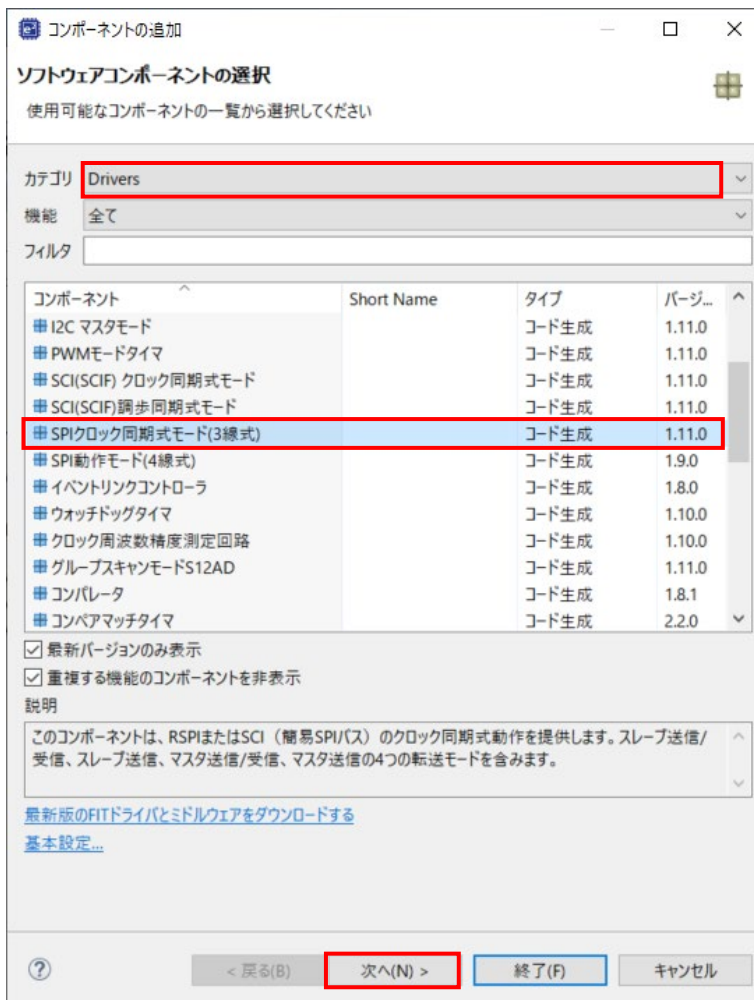 コンポーネントの追加
ソフトウェアコンポーネントの選択
使用可能なコンポーネントの一覧から選択してください
カテゴリ Drivers
機能 全て
フィルタ
コンポーネント Short Name タイプ バージ...
I2C マスタモード コード生成 1.11.0
PWMモードタイマ コード生成 1.11.0
SCI(SCIF) クロック同期式モード コード生成 1.11.0
SCI(SCIF)調歩同期式モード コード生成 1.11.0
SPIクロック同期式モード(3線式) コード生成 1.11.0
SPI動作モード(4線式) コード生成 1.9.0
イベントリンクコントローラ コード生成 1.8.0
ウォッチドッグタイマ コード生成 1.10.0
クロック周波数精度測定回路 コード生成 1.10.0
グループスキャンモードS12AD コード生成 1.11.0
コンパレータ コード生成 1.8.1
コンペアマッチタイマ コード生成 2.2.0
最新バージョンのみ表示
重複する機能のコンポーネントを非表示
説明
このコンポーネントは、RSPIまたはSCI（簡易SPIバス）のクロック同期式動作を提供します。スレーブ送信/
受信、スレーブ送信、マスタ送信/受信、マスタ送信の4つの転送モードを含みます。
最新版のFITドライバとミドルウェアをダウンロードする
基本設定...
? < 戻る(B) 次へ(N) > 終了(F) キャンセル